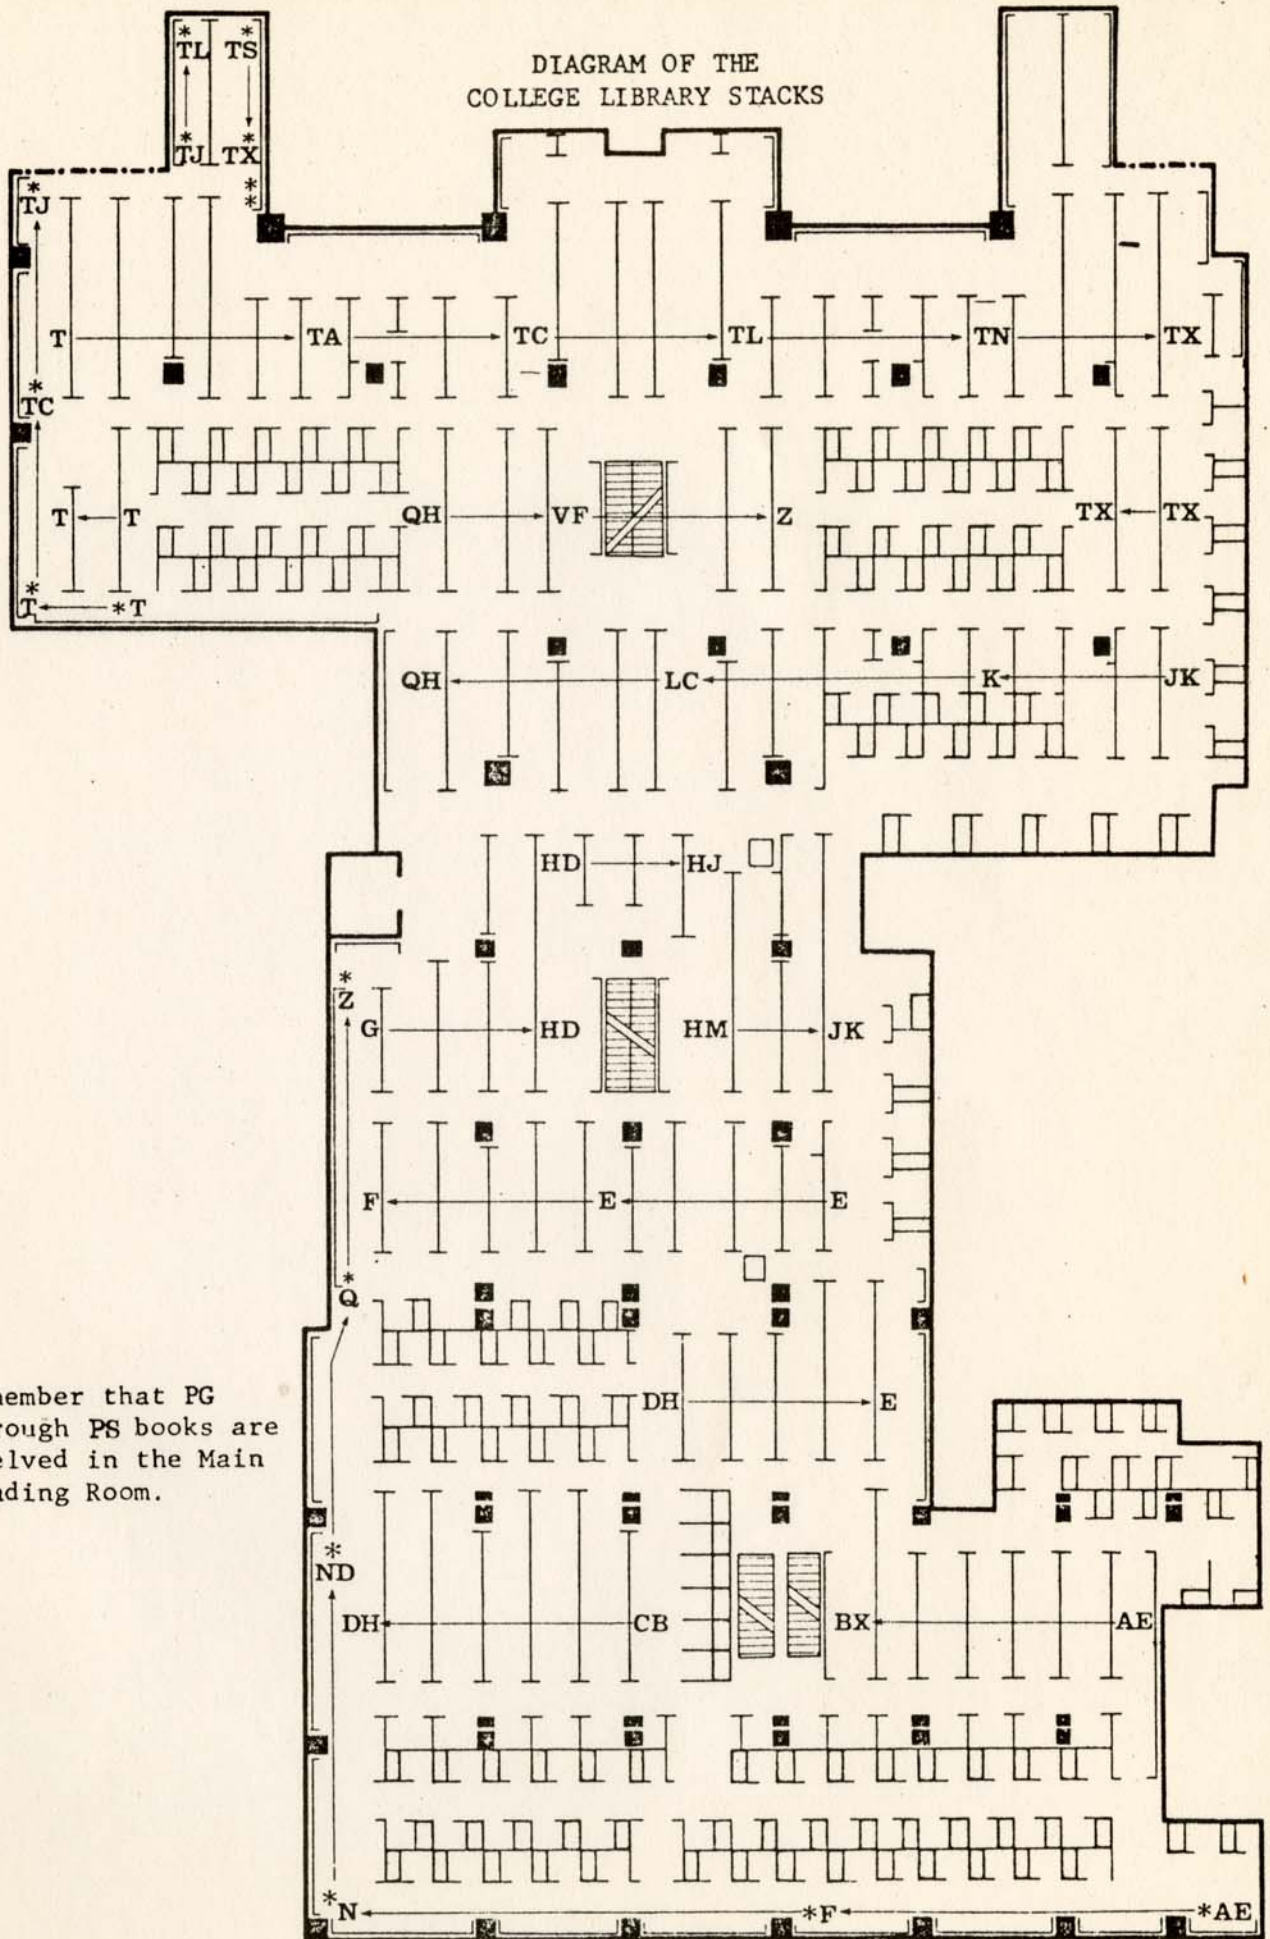 DIAGRAM OF THE
COLLEGE LIBRARY STACKS
* TL * TS
* TJ * TX
* *
* TJ
T TA TC TL TN TX
* TC
T T QH VF Z TX TX
* T * T
QH LC K JK
HD HJ
* Z
G HD HM JK
F E E
* Q
DH E
member that PG
rough PS books are
elved in the Main
ading Room.
* ND
DH CB BX AE
* N * F * AE